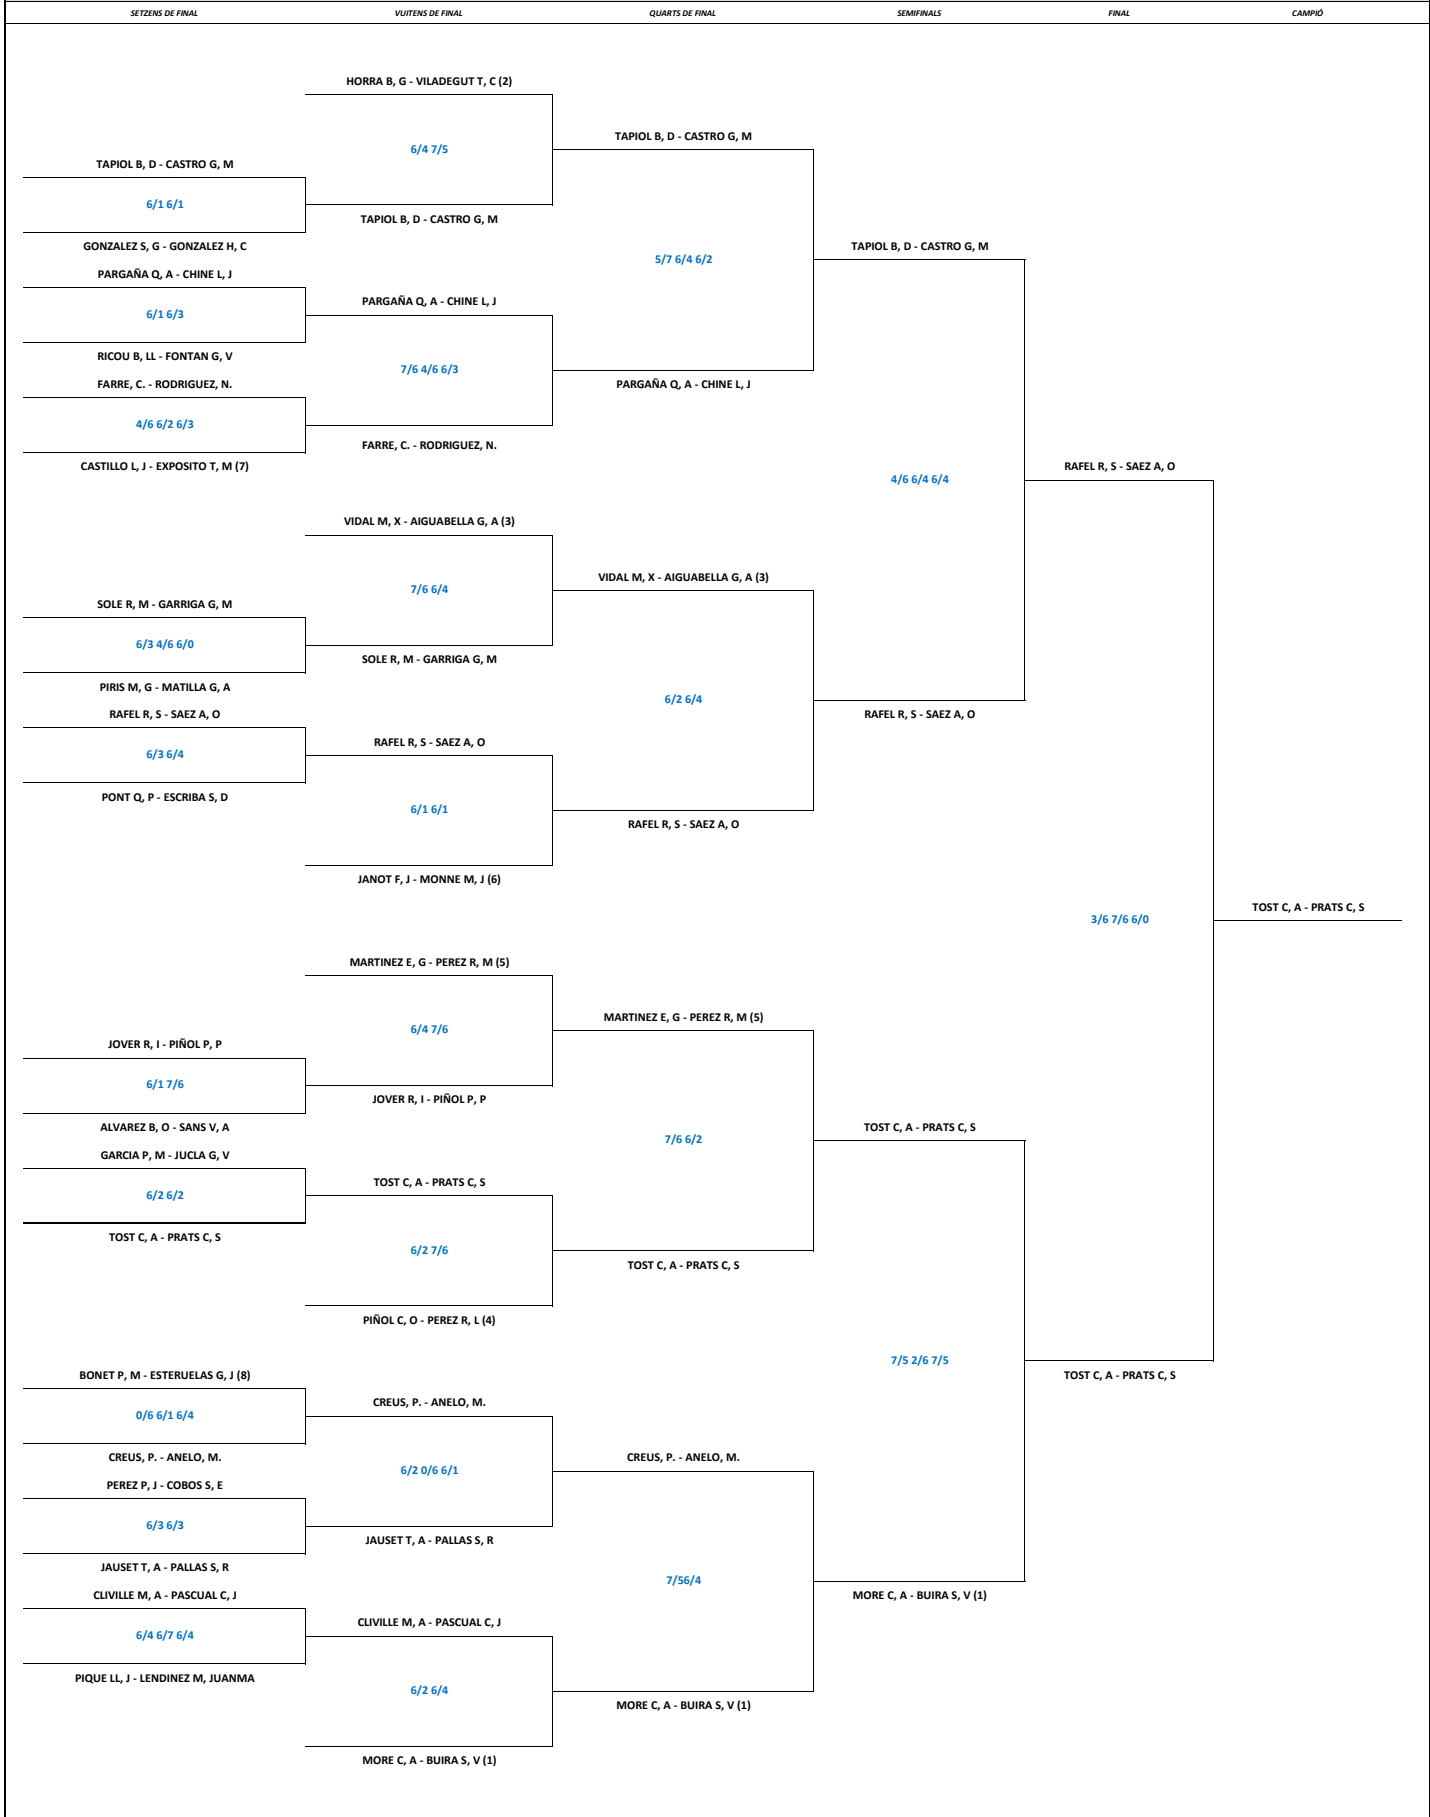 SETZENS DE FINAL VUITENS DE FINAL QUARTS DE FINAL SEMIFINALS FINAL CAMPIÓ
HORRA B, G - VILADEGUT T, C (2)
TAPIOL B, D - CASTRO G, M
6/4 7/5
TAPIOL B, D - CASTRO G, M
6/1 6/1
TAPIOL B, D - CASTRO G, M
GONZALEZ S, G - GONZALEZ H, C
TAPIOL B, D - CASTRO G, M
5/7 6/4 6/2
PARGAÑA Q, A - CHINE L, J
PARGAÑA Q, A - CHINE L, J
6/1 6/3
RICOU B, LL - FONTAN G, V
7/6 4/6 6/3
FARRE, C. - RODRIGUEZ, N.
PARGAÑA Q, A - CHINE L, J
4/6 6/2 6/3
FARRE, C. - RODRIGUEZ, N.
CASTILLO L, J - EXPOSITO T, M (7)
RAFEL R, S - SAEZ A, O
4/6 6/4 6/4
VIDAL M, X - AIGUABELLA G, A (3)
VIDAL M, X - AIGUABELLA G, A (3)
7/6 6/4
SOLE R, M - GARRIGA G, M
6/3 4/6 6/0
SOLE R, M - GARRIGA G, M
PIRIS M, G - MATILLA G, A
6/2 6/4
RAFEL R, S - SAEZ A, O
RAFEL R, S - SAEZ A, O
RAFEL R, S - SAEZ A, O
6/3 6/4
PONT Q, P - ESCRIBA S, D
6/1 6/1
RAFEL R, S - SAEZ A, O
JANOT F, J - MONNE M, J (6)
TOST C, A - PRATS C, S
3/6 7/6 6/0
MARTINEZ E, G - PEREZ R, M (5)
MARTINEZ E, G - PEREZ R, M (5)
6/4 7/6
JOVER R, I - PIÑOL P, P
6/1 7/6
JOVER R, I - PIÑOL P, P
ALVAREZ B, O - SANS V, A
TOST C, A - PRATS C, S
7/6 6/2
GARCIA P, M - JUCLA G, V
TOST C, A - PRATS C, S
6/2 6/2
TOST C, A - PRATS C, S
6/2 7/6
TOST C, A - PRATS C, S
PIÑOL C, O - PEREZ R, L (4)
7/5 2/6 7/5
BONET P, M - ESTERUELAS G, J (8)
TOST C, A - PRATS C, S
CREUS, P. - ANELO, M.
0/6 6/1 6/4
CREUS, P. - ANELO, M.
CREUS, P. - ANELO, M.
6/2 0/6 6/1
PEREZ P, J - COBOS S, E
6/3 6/3
JAUSET T, A - PALLAS S, R
JAUSET T, A - PALLAS S, R
7/56/4
CLIVILLE M, A - PASCUAL C, J
MORE C, A - BUIRA S, V (1)
CLIVILLE M, A - PASCUAL C, J
6/4 6/7 6/4
PIQUE LL, J - LENDINEZ M, JUANMA
6/2 6/4
MORE C, A - BUIRA S, V (1)
MORE C, A - BUIRA S, V (1)